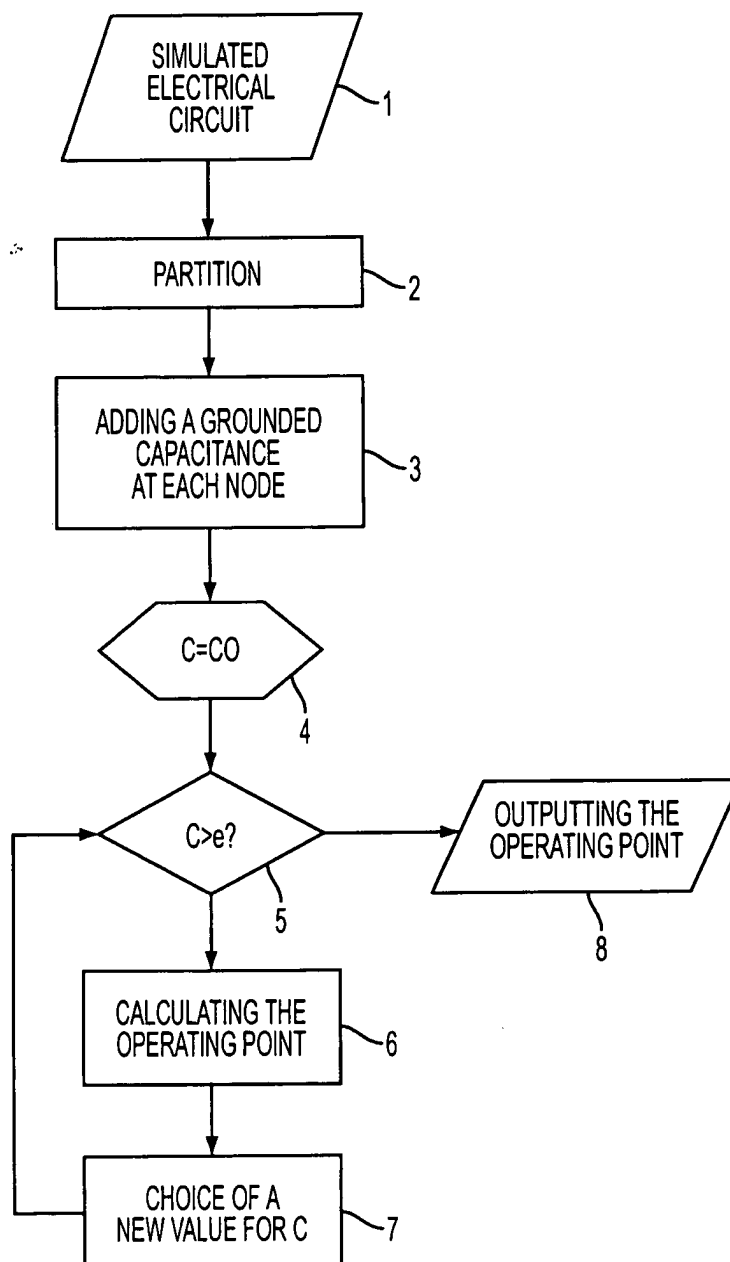 SIMULATED
ELECTRICAL
CIRCUIT
1
PARTITION
2
ADDING A GROUNDED
CAPACITANCE
AT EACH NODE
3
C=CO
4
C>e?
5
OUTPUTTING THE
OPERATING POINT
8
CALCULATING THE
OPERATING POINT
6
CHOICE OF A
NEW VALUE FOR C
7